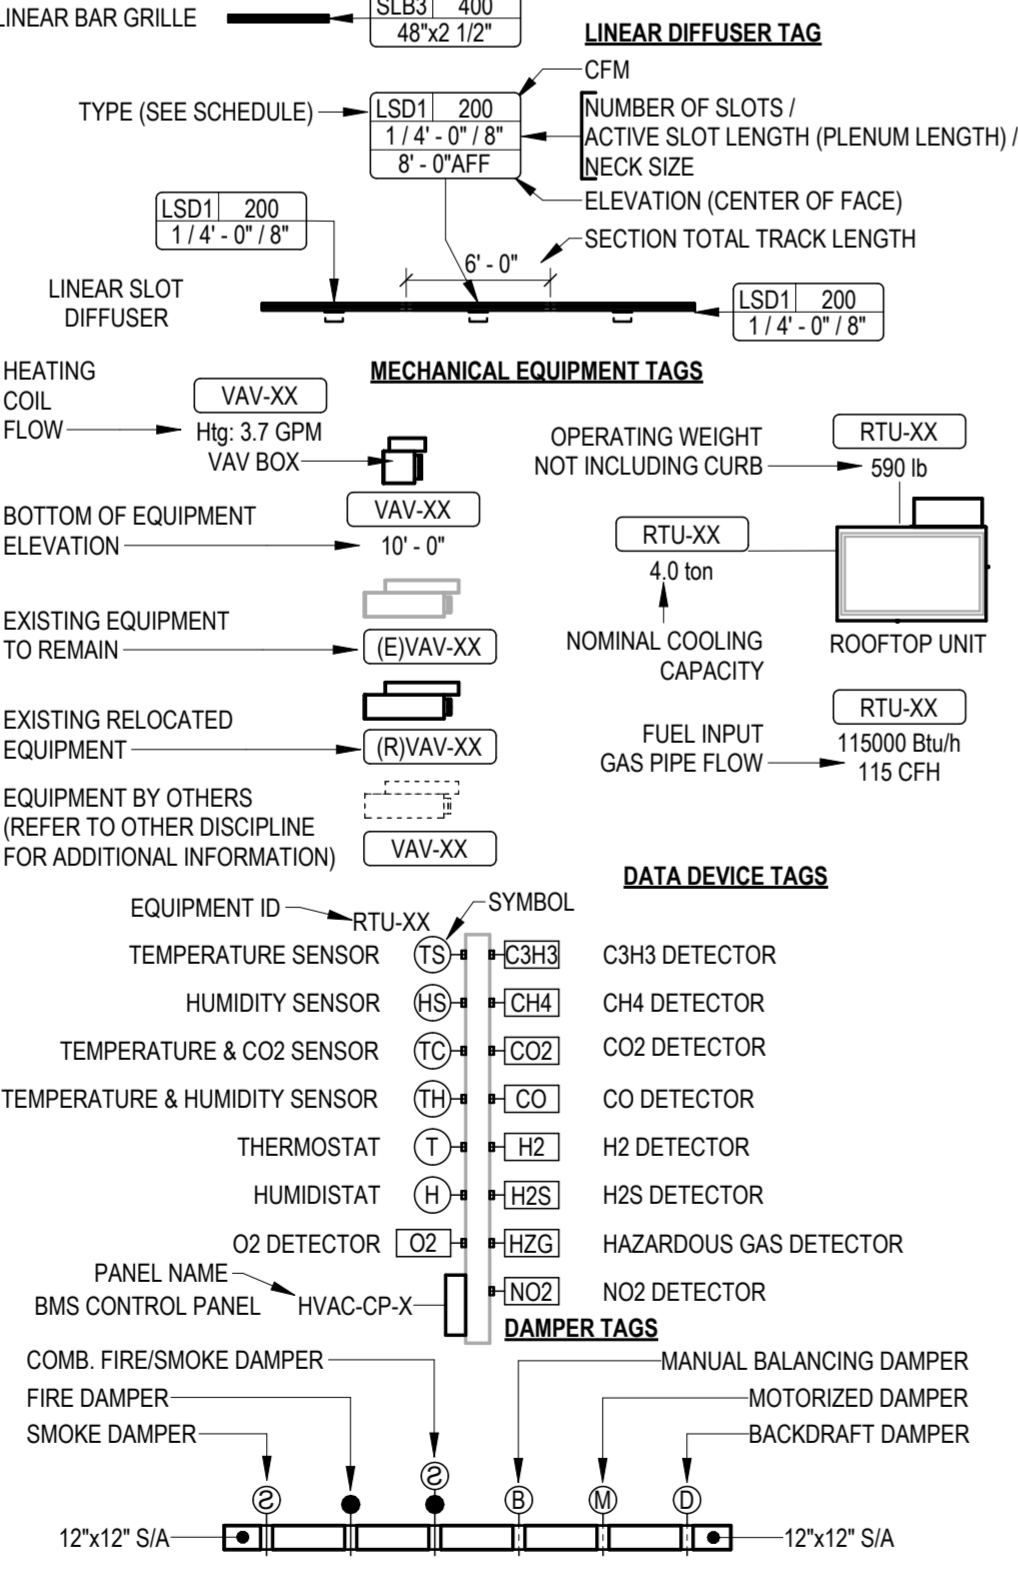 LINEAR BAR GRILLE
SLB3 400
48"x2 1/2"
LINEAR DIFFUSER TAG
CFM
TYPE (SEE SCHEDULE)
LSD1 200
1 / 4' - 0" / 8"
8' - 0"AFF
NUMBER OF SLOTS /
ACTIVE SLOT LENGTH (PLENUM LENGTH) /
NECK SIZE
ELEVATION (CENTER OF FACE)
SECTION TOTAL TRACK LENGTH
LSD1 200
1 / 4' - 0" / 8"
6' - 0"
LINEAR SLOT
DIFFUSER
LSD1 200
1 / 4' - 0" / 8"
MECHANICAL EQUIPMENT TAGS
HEATING
COIL
FLOW
VAV-XX
Htg: 3.7 GPM
VAV BOX
BOTTOM OF EQUIPMENT
ELEVATION
VAV-XX
10' - 0"
EXISTING EQUIPMENT
TO REMAIN
(E)VAV-XX
EXISTING RELOCATED
EQUIPMENT
(R)VAV-XX
EQUIPMENT BY OTHERS
(REFER TO OTHER DISCIPLINE
FOR ADDITIONAL INFORMATION)
VAV-XX
OPERATING WEIGHT
NOT INCLUDING CURB
RTU-XX
590 lb
RTU-XX
4.0 ton
NOMINAL COOLING
CAPACITY
ROOFTOP UNIT
FUEL INPUT
GAS PIPE FLOW
RTU-XX
115000 Btu/h
115 CFH
DATA DEVICE TAGS
EQUIPMENT ID
RTU-XX
SYMBOL
TEMPERATURE SENSOR TS C3H3 C3H3 DETECTOR
HUMIDITY SENSOR HS CH4 CH4 DETECTOR
TEMPERATURE & CO2 SENSOR TC CO2 CO2 DETECTOR
TEMPERATURE & HUMIDITY SENSOR TH CO CO DETECTOR
THERMOSTAT T H2 H2 DETECTOR
HUMIDISTAT H H2S H2S DETECTOR
O2 DETECTOR O2 HZG HAZARDOUS GAS DETECTOR
PANEL NAME
NO2 NO2 DETECTOR
BMS CONTROL PANEL HVAC-CP-X
DAMPER TAGS
COMB. FIRE/SMOKE DAMPER
FIRE DAMPER
SMOKE DAMPER
MANUAL BALANCING DAMPER
MOTORIZED DAMPER
BACKDRAFT DAMPER
S S B M D
12"x12" S/A 12"x12" S/A